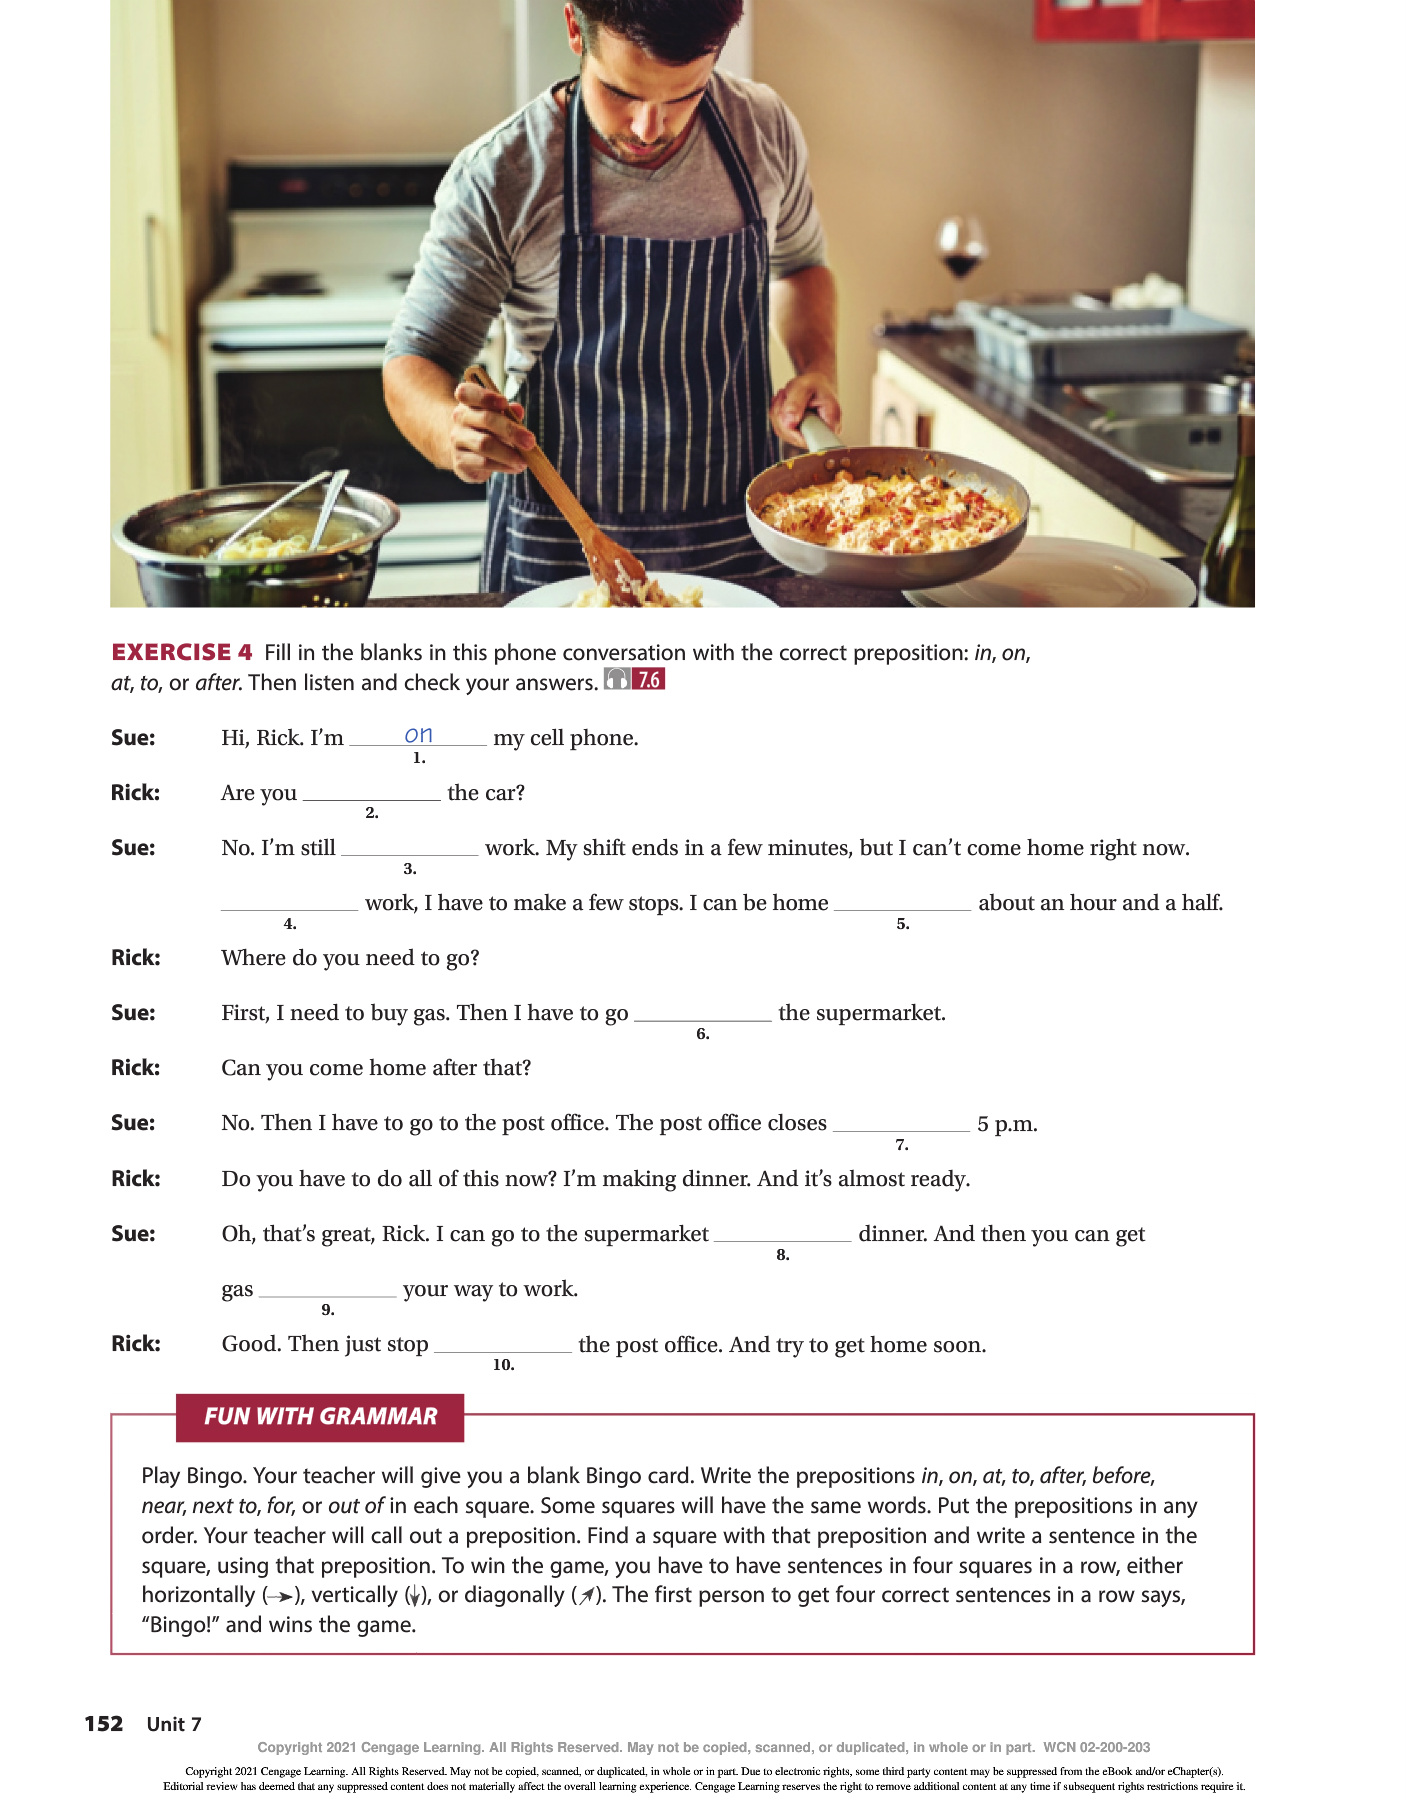 EXERCISE 4 Fill in the blanks in this phone conversation with the correct preposition: in, on,
at, to, or after. Then listen and check your answers. 7.6
Sue: Hi, Rick. I’m on my cell phone.
1.
Rick: Are you ____________ the car?
2.
Sue: No. I’m still ____________ work. My shift ends in a few minutes, but I can’t come home right now.
3.
____________ work, I have to make a few stops. I can be home ____________ about an hour and a half.
4. 5.
Rick: Where do you need to go?
Sue: First, I need to buy gas. Then I have to go ____________ the supermarket.
6.
Rick: Can you come home after that?
Sue: No. Then I have to go to the post office. The post office closes ____________ 5 p.m.
7.
Rick: Do you have to do all of this now? I’m making dinner. And it’s almost ready.
Sue: Oh, that’s great, Rick. I can go to the supermarket ____________ dinner. And then you can get
8.
gas ____________ your way to work.
9.
Rick: Good. Then just stop ____________ the post office. And try to get home soon.
10.
FUN WITH GRAMMAR
Play Bingo. Your teacher will give you a blank Bingo card. Write the prepositions in, on, at, to, after, before,
near, next to, for, or out of in each square. Some squares will have the same words. Put the prepositions in any
order. Your teacher will call out a preposition. Find a square with that preposition and write a sentence in the
square, using that preposition. To win the game, you have to have sentences in four squares in a row, either
horizontally (→), vertically (↓), or diagonally (↗). The first person to get four correct sentences in a row says,
“Bingo!” and wins the game.
152 Unit 7
Copyright 2021 Cengage Learning. All Rights Reserved. May not be copied, scanned, or duplicated, in whole or in part. WCN 02-200-203
Copyright 2021 Cengage Learning. All Rights Reserved. May not be copied, scanned, or duplicated, in whole or in part. Due to electronic rights, some third party content may be suppressed from the eBook and/or eChapter(s).
Editorial review has deemed that any suppressed content does not materially affect the overall learning experience. Cengage Learning reserves the right to remove additional content at any time if subsequent rights restrictions require it.